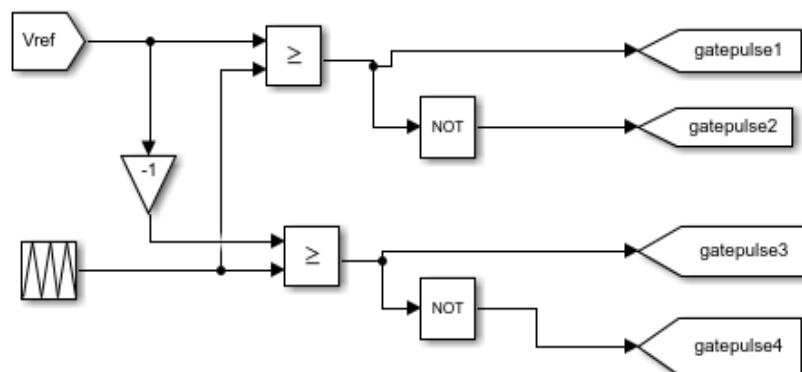 Vref
≥
gatepulse1
NOT
gatepulse2
-1
≥
gatepulse3
NOT
gatepulse4